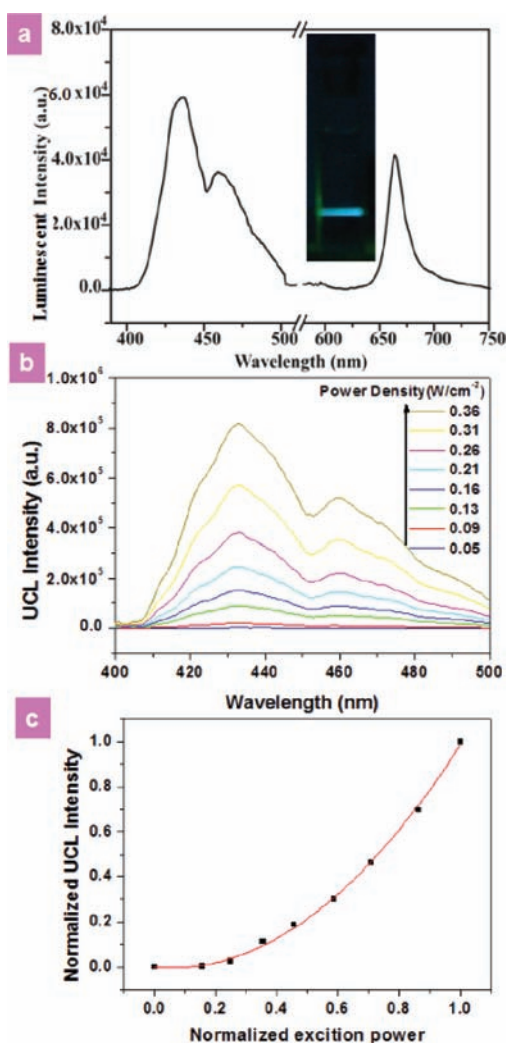 a
8.0x10⁴
6.0x10⁴
4.0x10⁴
2.0x10⁴
0.0
Luminescent Intensity (a.u.)
400 450 500 600 650 700 750
Wavelength (nm)
b
1.0x10⁶
8.0x10⁵
6.0x10⁵
4.0x10⁵
2.0x10⁵
0.0
UCL Intensity (a.u.)
Power Density(W/cm⁻²)
0.36
0.31
0.26
0.21
0.16
0.13
0.09
0.05
400 420 440 460 480 500
Wavelength (nm)
c
1.0
0.8
0.6
0.4
0.2
0.0
Normalized UCL Intensity
0.0 0.2 0.4 0.6 0.8 1.0
Normalized excition power